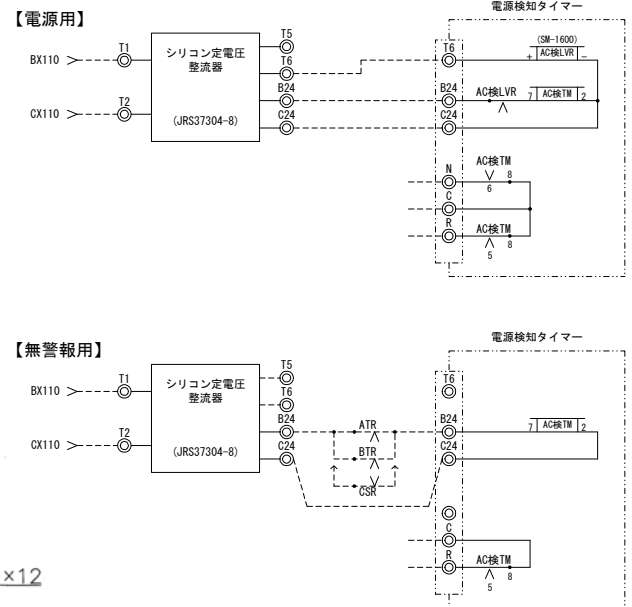 電源検知タイマー
【電源用】
T5
(SM-1600)
T1
シリコン定電圧
整流器
T6
T6
+ AC検LVR −
BX110
B24
B24
AC検LVR
7 AC検TM 2
CX110
T2
(JRS37304-8)
C24
C24
N
AC検TM
8
6
C
R
AC検TM
8
5
電源検知タイマー
【無警報用】
T5
T1
シリコン定電圧
整流器
T6
T6
BX110
B24
ATR
B24
7 AC検TM 2
CX110
T2
(JRS37304-8)
C24
BTR
C24
CSR
C
R
AC検TM
8
5
×12